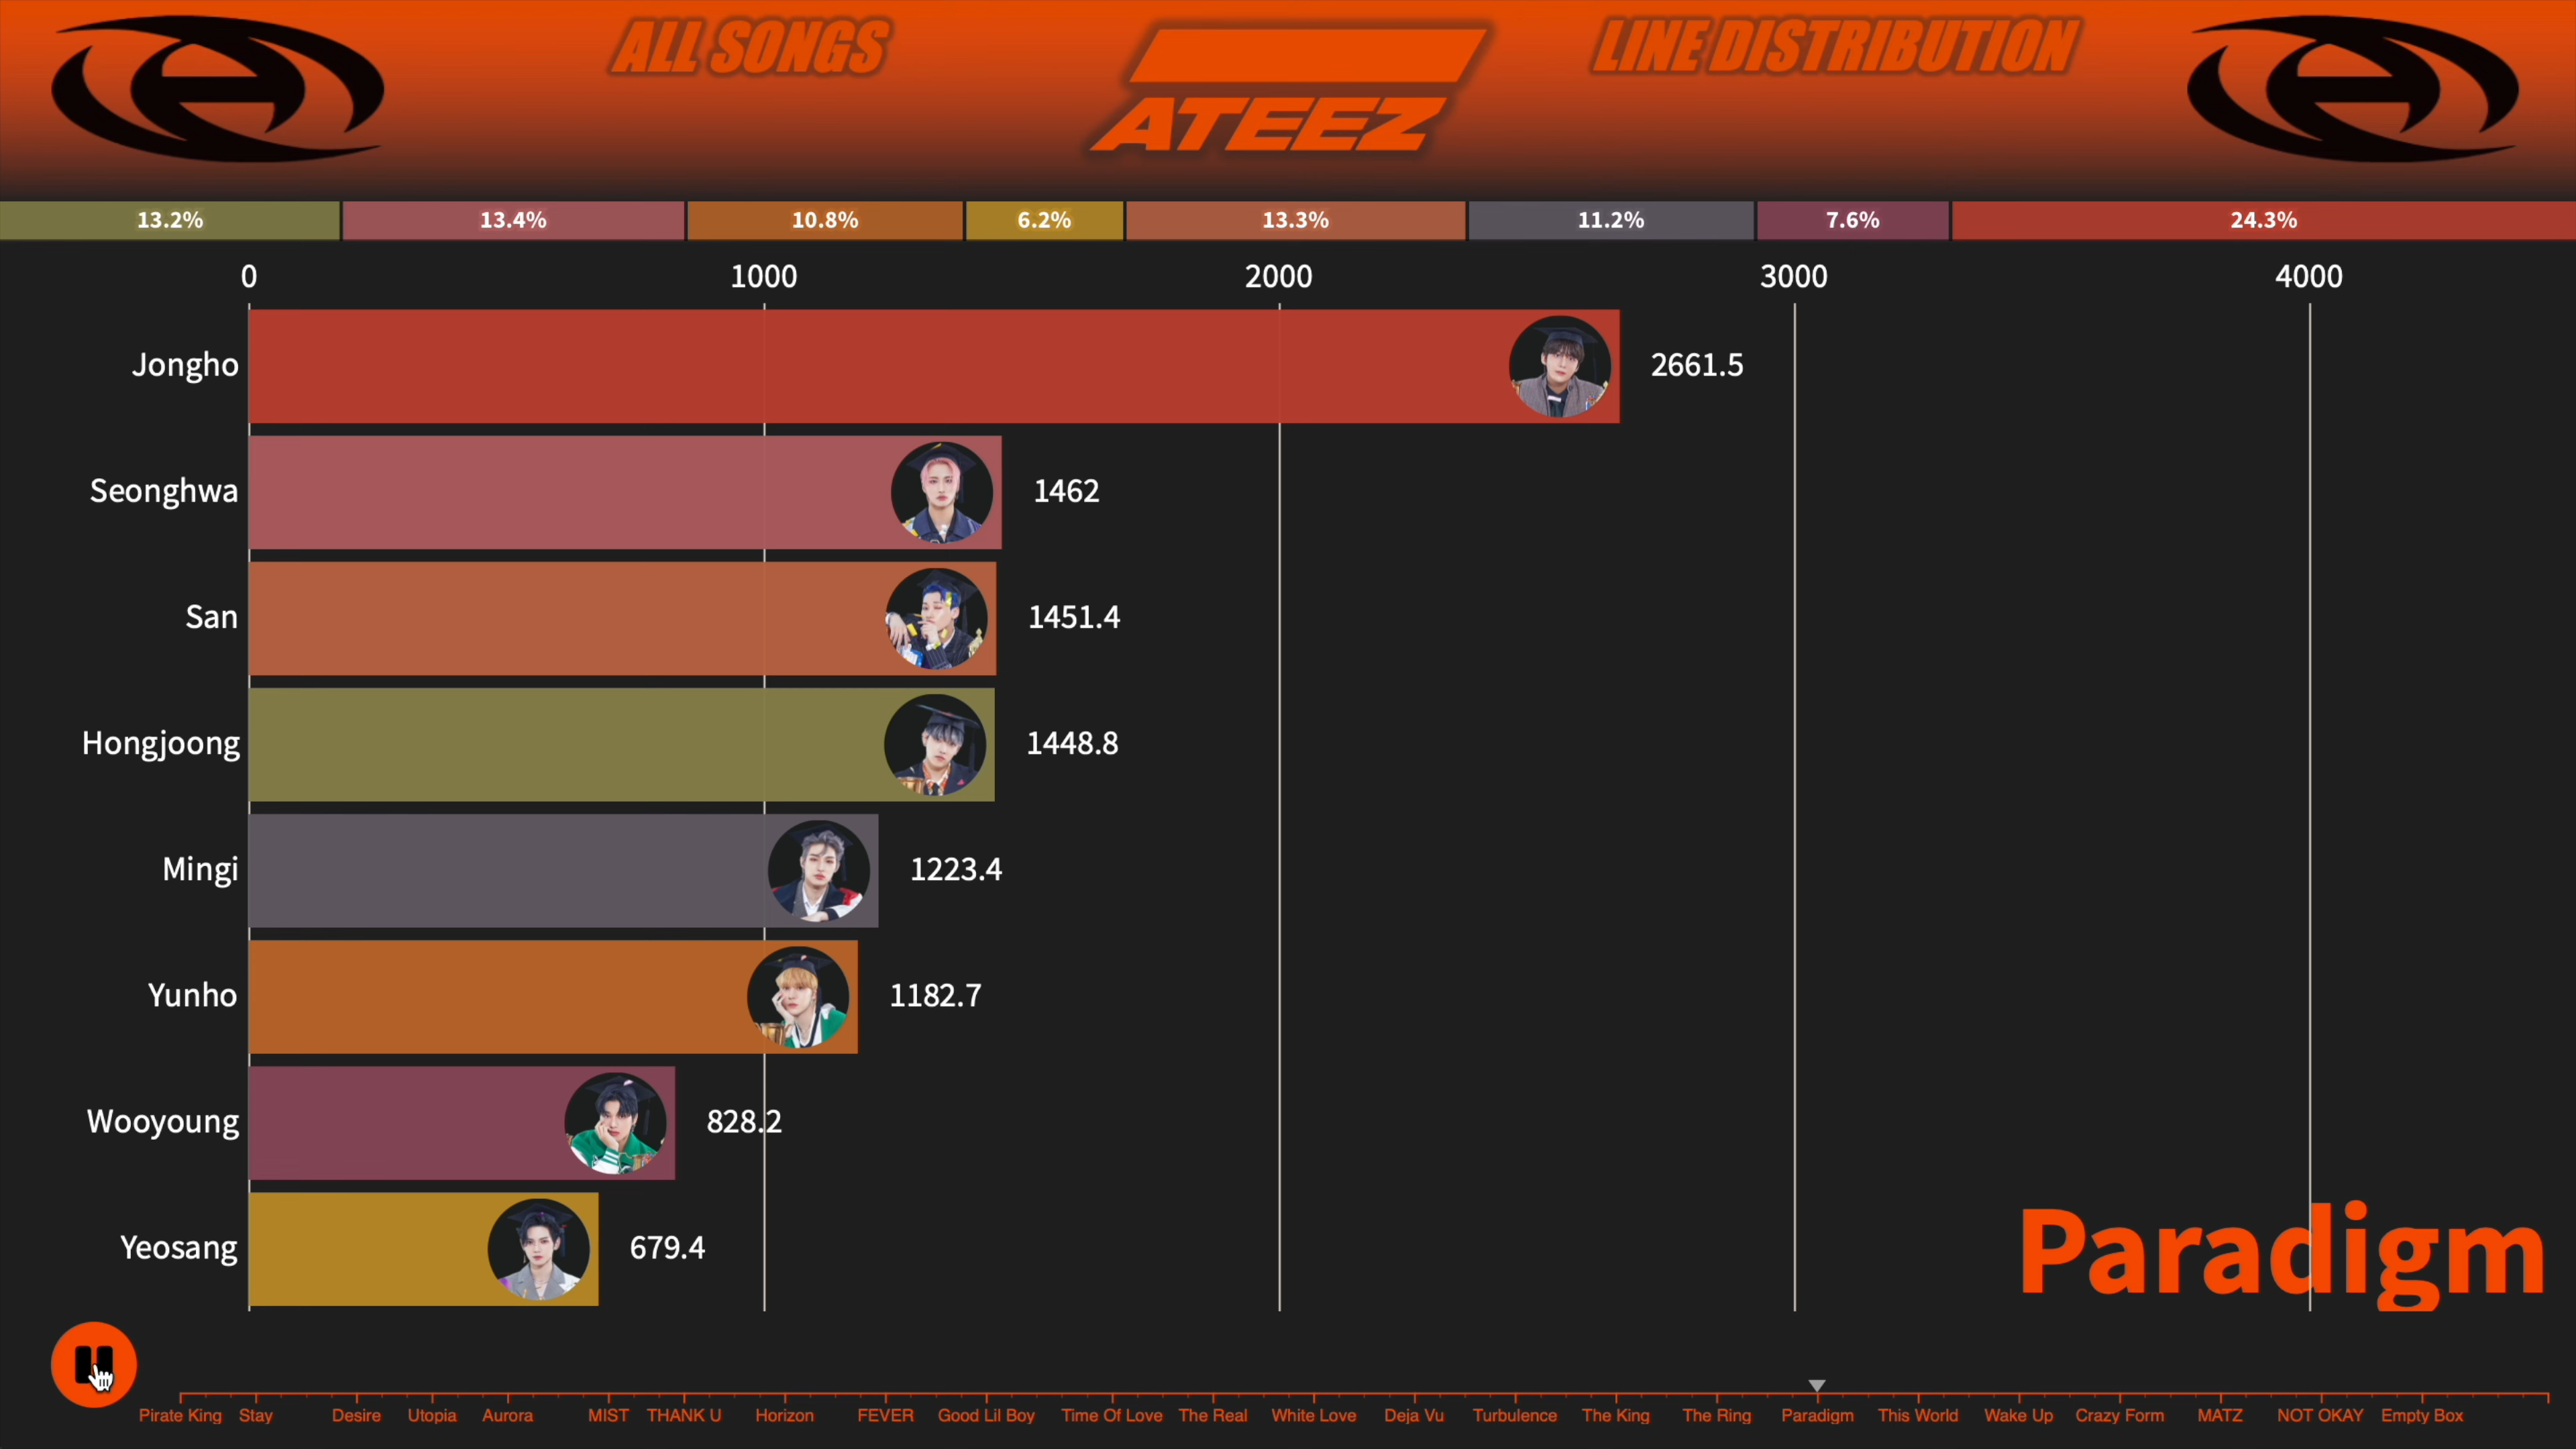 ALL SONGS
ATEEZ
LINE DISTRIBUTION
13.2% 13.4% 10.8% 6.2% 13.3% 11.2% 7.6% 24.3%
0 1000 2000 3000 4000
Jongho 2661.5
Seonghwa 1462
San 1451.4
Hongjoong 1448.8
Mingi 1223.4
Yunho 1182.7
Wooyoung 828.2
Yeosang 679.4
Paradigm
Pirate King Stay Desire Utopia Aurora MIST THANK U Horizon FEVER Good Lil Boy Time Of Love The Real White Love Deja Vu Turbulence The King The Ring Paradigm This World Wake Up Crazy Form MATZ NOT OKAY Empty Box